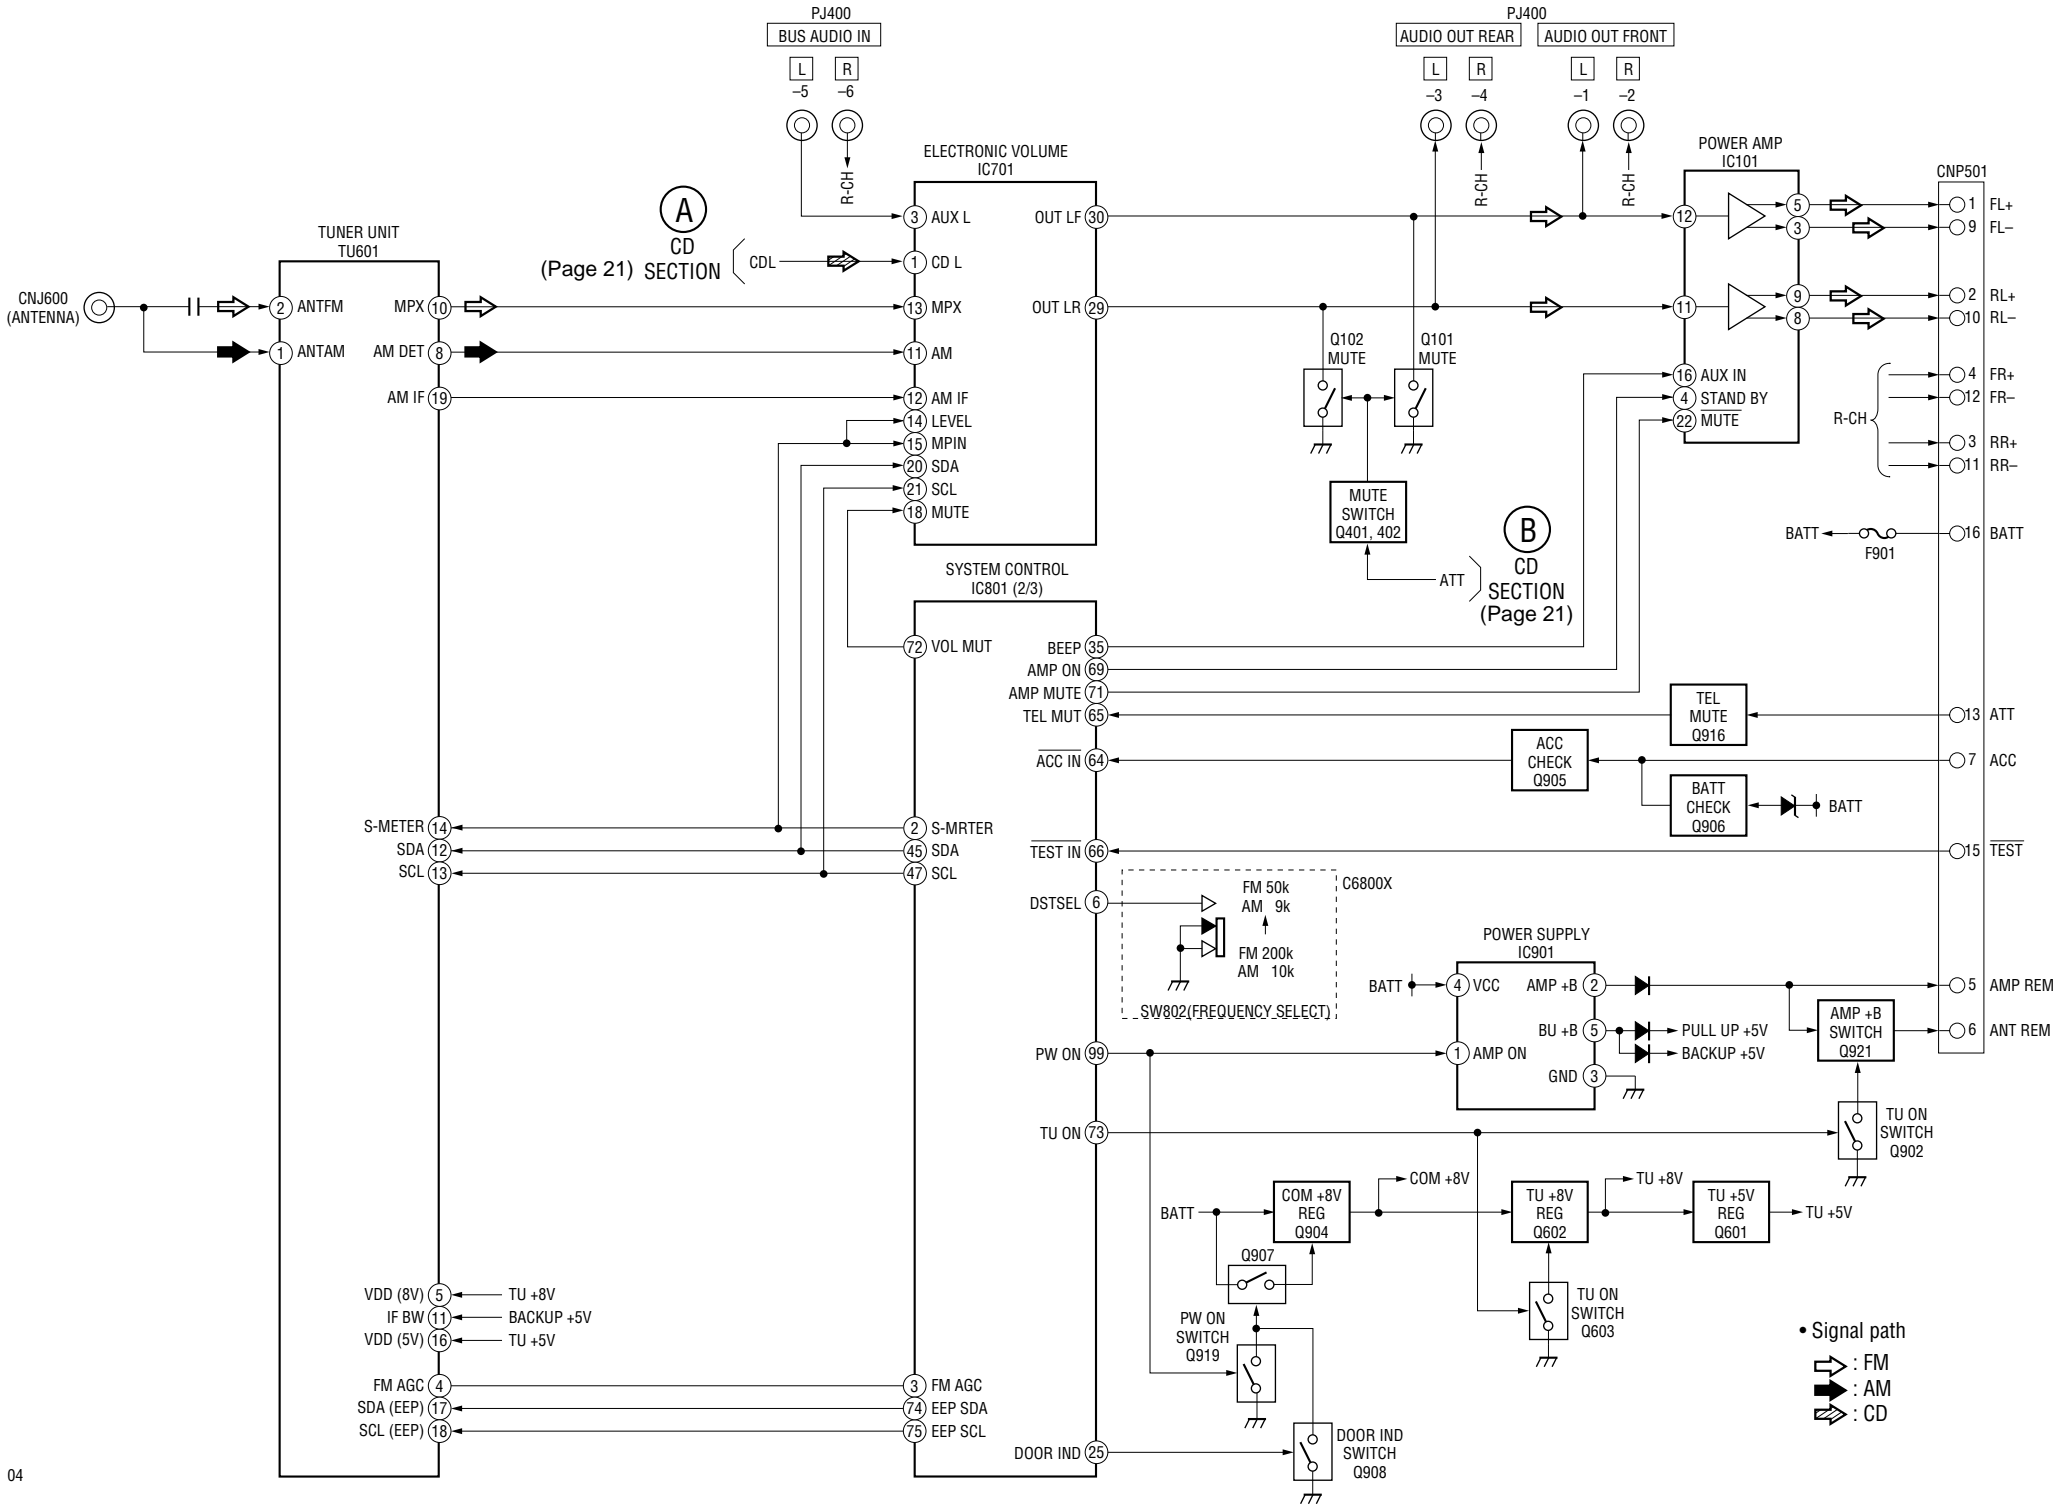 PJ400
BUS AUDIO IN
L
R
–5
–6
R-CH
PJ400
AUDIO OUT REAR
AUDIO OUT FRONT
L
R
L
R
–3
–4
–1
–2
R-CH
R-CH
A
CD
SECTION
(Page 21)
CDL
CNJ600
(ANTENNA)
TUNER UNIT
TU601
2 ANTFM
1 ANTAM
MPX 10
AM DET 8
AM IF 19
S-METER 14
SDA 12
SCL 13
VDD (8V) 5
TU +8V
IF BW 11
BACKUP +5V
VDD (5V) 16
TU +5V
FM AGC 4
SDA (EEP) 17
SCL (EEP) 18
ELECTRONIC VOLUME
IC701
3 AUX L
1 CD L
13 MPX
11 AM
12 AM IF
14 LEVEL
15 MPIN
20 SDA
21 SCL
18 MUTE
OUT LF 30
OUT LR 29
Q102
MUTE
Q101
MUTE
MUTE
SWITCH
Q401, 402
ATT
B
CD
SECTION
(Page 21)
POWER AMP
IC101
12
11
16 AUX IN
4 STAND BY
22 MUTE
5
3
9
8
CNP501
1 FL+
9 FL–
2 RL+
10 RL–
R-CH
4 FR+
12 FR–
3 RR+
11 RR–
BATT
F901
16 BATT
13 ATT
7 ACC
15 TEST
5 AMP REM
6 ANT REM
SYSTEM CONTROL
IC801 (2/3)
72 VOL MUT
2 S-MRTER
45 SDA
47 SCL
3 FM AGC
74 EEP SDA
75 EEP SCL
BEEP 35
AMP ON 69
AMP MUTE 71
TEL MUT 65
ACC IN 64
TEST IN 66
DSTSEL 6
PW ON 99
TU ON 73
DOOR IND 25
TEL
MUTE
Q916
ACC
CHECK
Q905
BATT
CHECK
Q906
BATT
C6800X
FM 50k
AM 9k
FM 200k
AM 10k
SW802(FREQUENCY SELECT)
POWER SUPPLY
IC901
BATT
4 VCC
1 AMP ON
AMP +B 2
BU +B 5
GND 3
PULL UP +5V
BACKUP +5V
AMP +B
SWITCH
Q921
TU ON
SWITCH
Q902
BATT
COM +8V
REG
Q904
COM +8V
TU +8V
REG
Q602
TU +8V
TU +5V
REG
Q601
TU +5V
Q907
PW ON
SWITCH
Q919
TU ON
SWITCH
Q603
DOOR IND
SWITCH
Q908
• Signal path
: FM
: AM
: CD
04